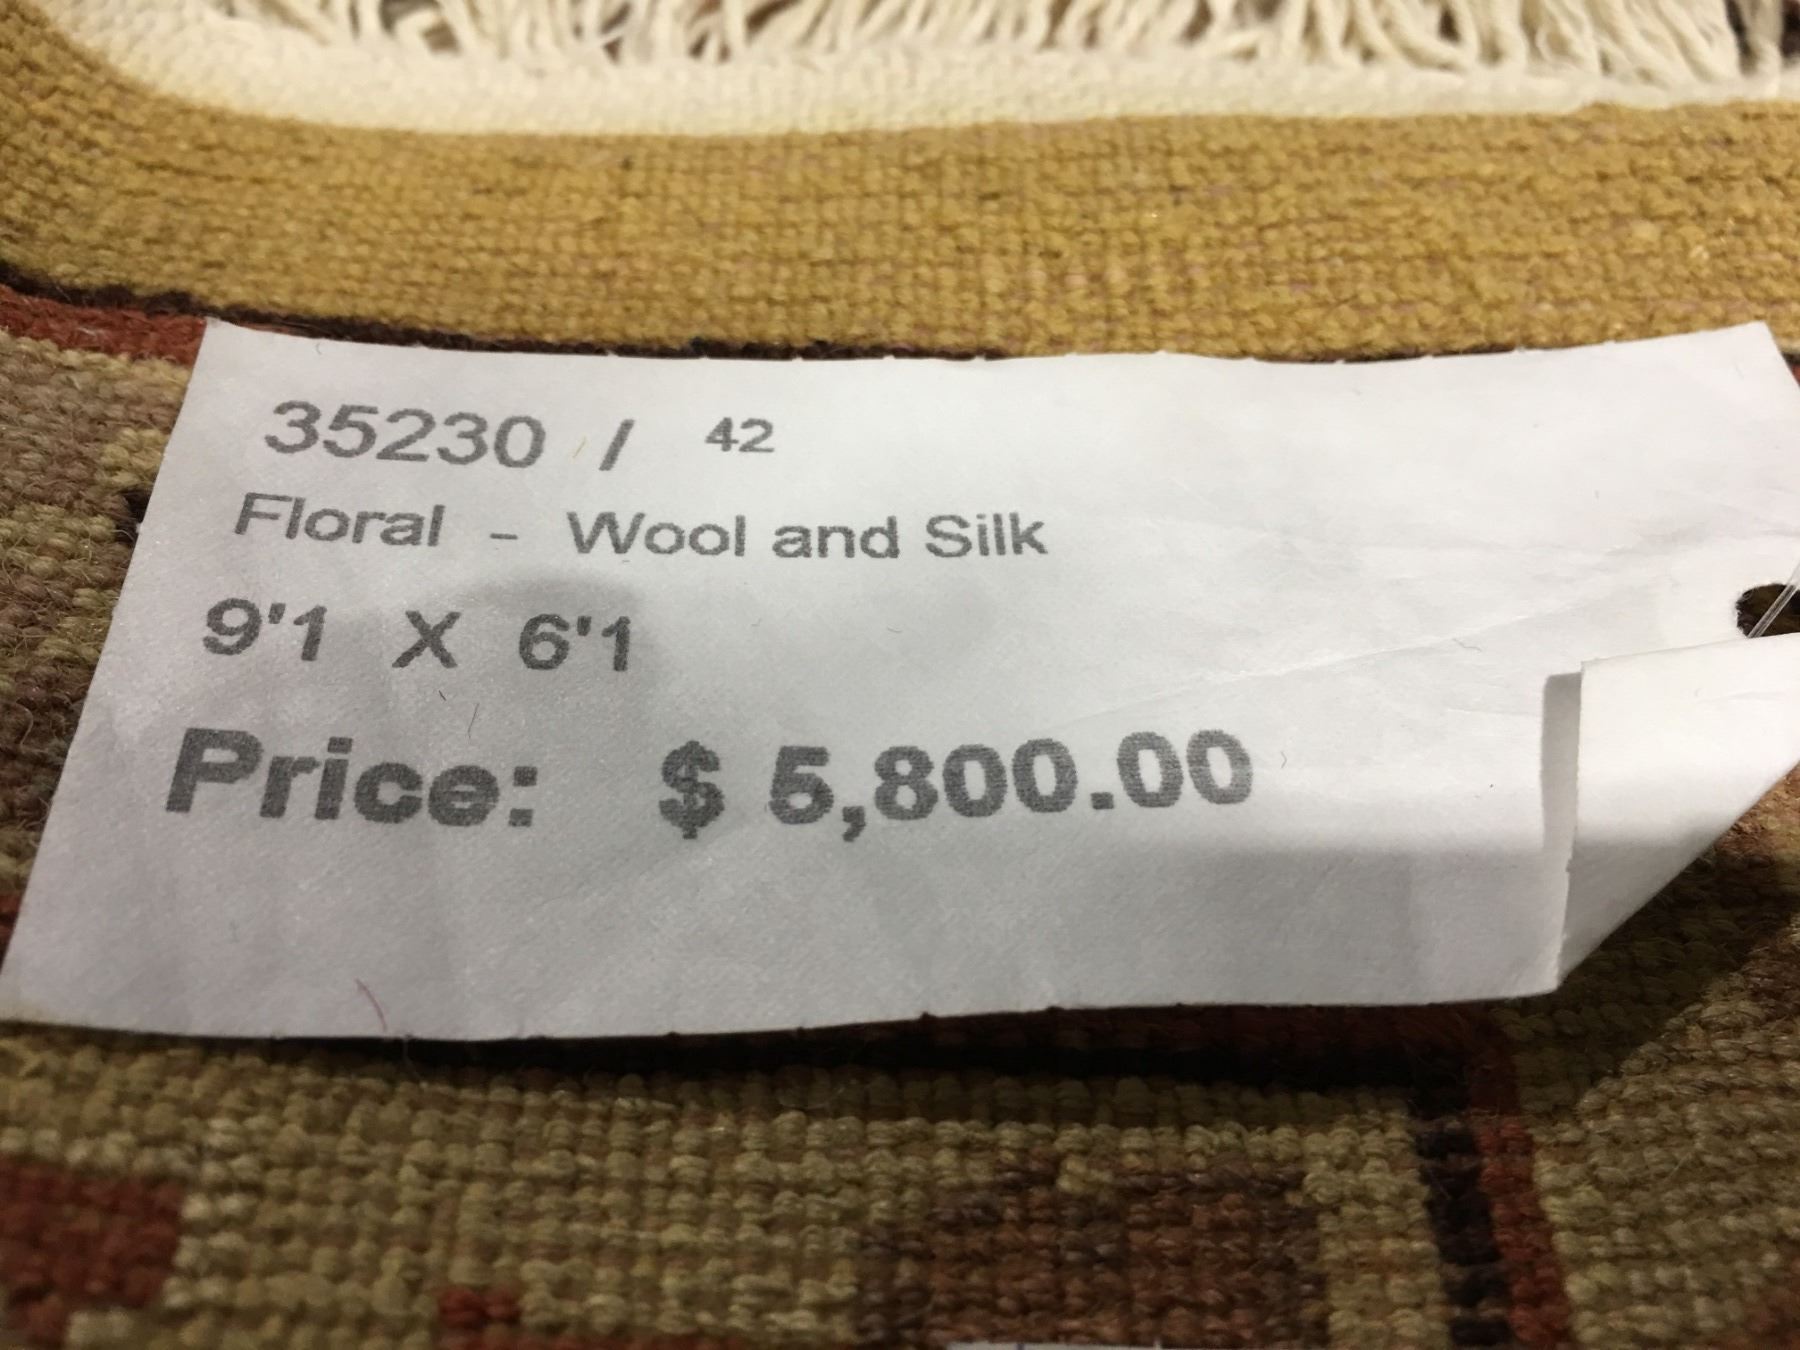 35230 / 42
Floral - Wool and Silk
9'1 X 6'1
Price: $ 5,800.00